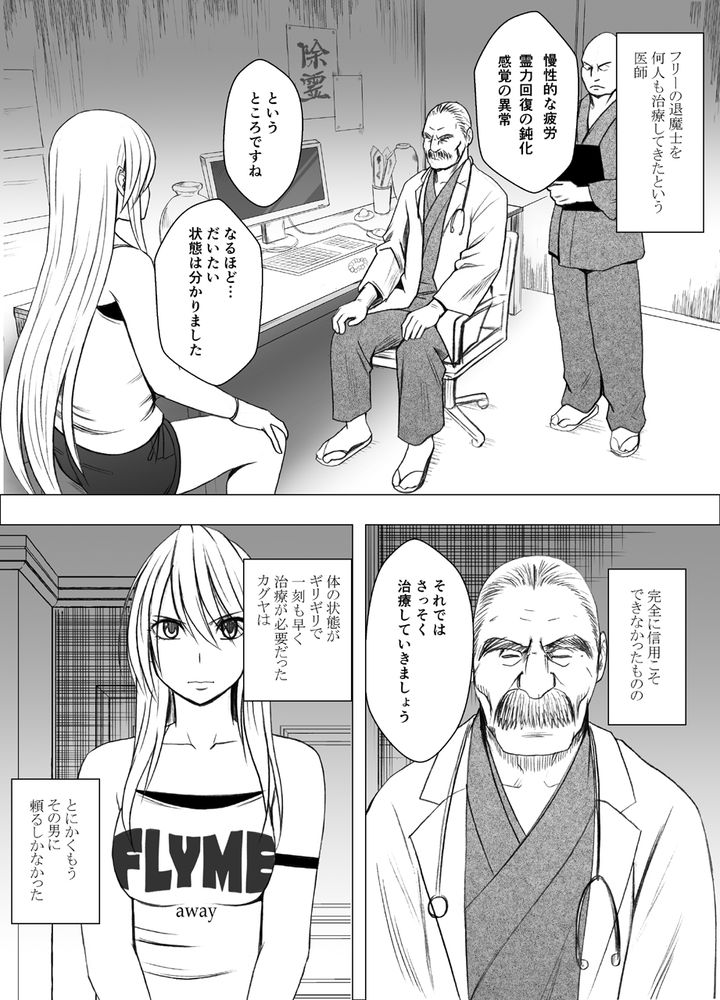 フリーの退魔士を
何人も治療してきたという
医師
慢性的な疲労
霊力回復の鈍化
感覚の異常
除霊
という
ところですね
なるほど…
だいたい
状態は分かりました
完全に信用こそ
できなかったものの
それでは
さっそく
治療していきましょう
体の状態が
ギリギリで
一刻も早く
治療が必要だった
カグヤは
とにかくもう
その男に
頼るしかなかった
FLYME
away